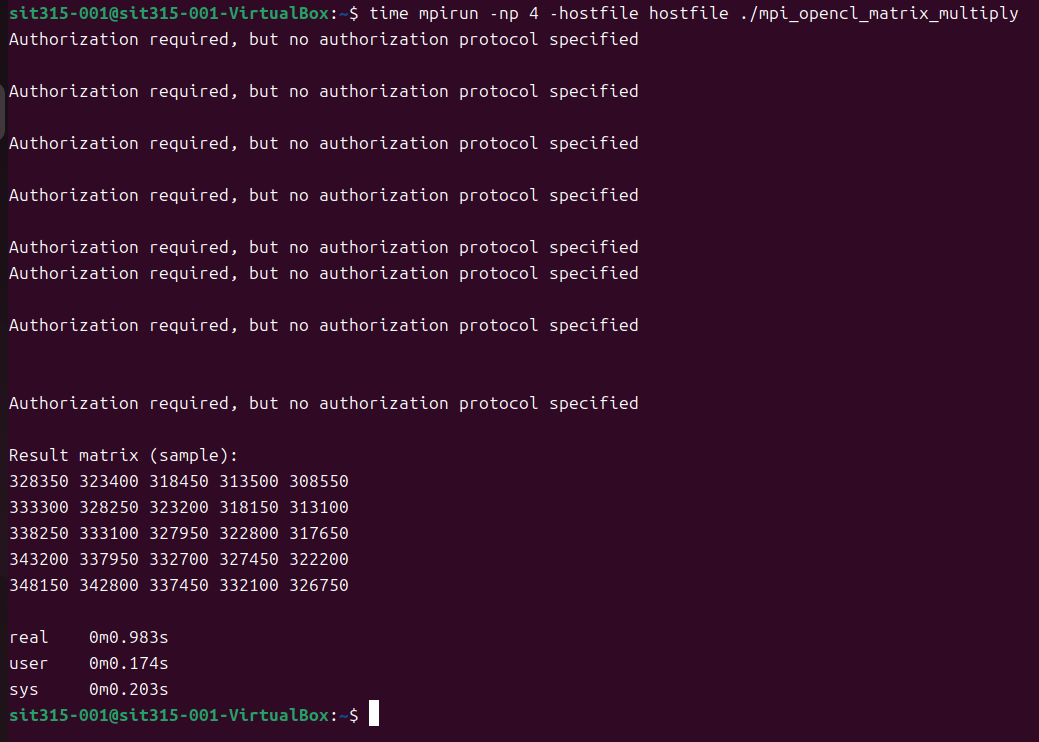 sit315-001@sit315-001-VirtualBox:~$ time mpirun -np 4 -hostfile hostfile ./mpi_opencl_matrix_multiply
Authorization required, but no authorization protocol specified
Authorization required, but no authorization protocol specified
Authorization required, but no authorization protocol specified
Authorization required, but no authorization protocol specified
Authorization required, but no authorization protocol specified
Authorization required, but no authorization protocol specified
Authorization required, but no authorization protocol specified
Authorization required, but no authorization protocol specified
Result matrix (sample):
328350 323400 318450 313500 308550
333300 328250 323200 318150 313100
338250 333100 327950 322800 317650
343200 337950 332700 327450 322200
348150 342800 337450 332100 326750
real 0m0.983s
user 0m0.174s
sys 0m0.203s
sit315-001@sit315-001-VirtualBox:~$